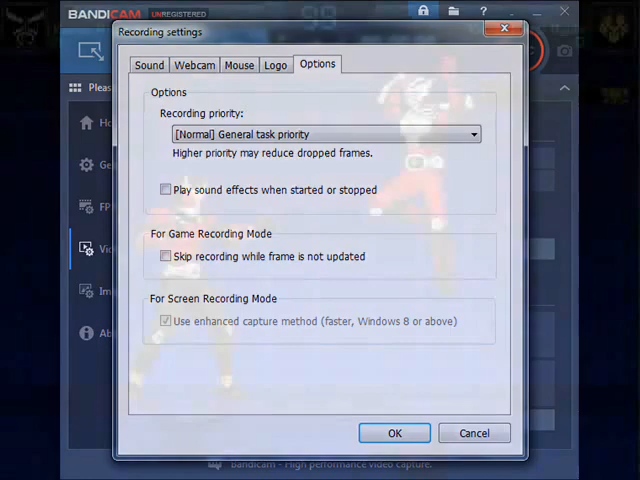 BANDICAM UNREGISTERED
Recording settings
Sound Webcam Mouse Logo Options
Options
Recording priority:
[Normal] General task priority
Higher priority may reduce dropped frames.
Play sound effects when started or stopped
For Game Recording Mode
Skip recording while frame is not updated
For Screen Recording Mode
Use enhanced capture method (faster, Windows 8 or above)
OK Cancel
Bandicam - High performance video capture.